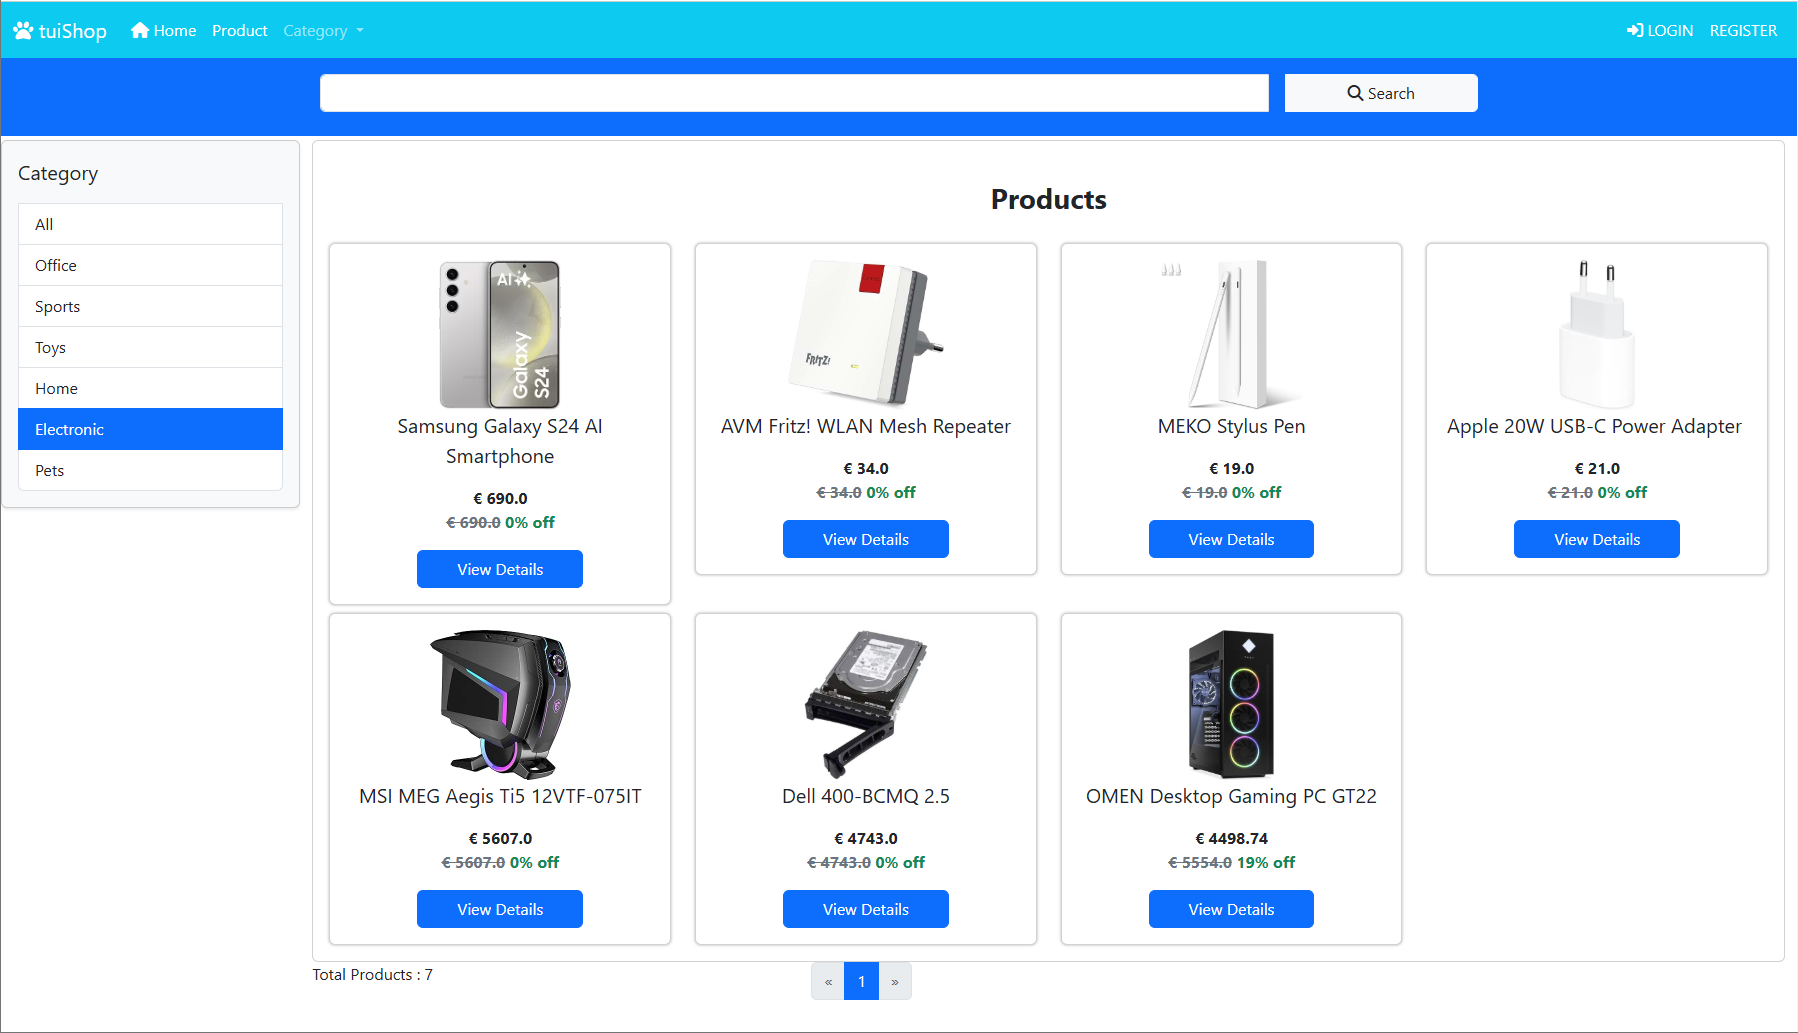 tuiShop Home Product Category LOGIN REGISTER
Search
Category
All
Office
Sports
Toys
Home
Electronic
Pets
Products
AI
Galaxy
S24
Samsung Galaxy S24 AI
Smartphone
€ 690.0
€ 690.0 0% off
View Details
FRITZ!
AVM Fritz! WLAN Mesh Repeater
€ 34.0
€ 34.0 0% off
View Details
MEKO Stylus Pen
€ 19.0
€ 19.0 0% off
View Details
Apple 20W USB-C Power Adapter
€ 21.0
€ 21.0 0% off
View Details
MSI MEG Aegis Ti5 12VTF-075IT
€ 5607.0
€ 5607.0 0% off
View Details
Dell 400-BCMQ 2.5
€ 4743.0
€ 4743.0 0% off
View Details
OMEN Desktop Gaming PC GT22
€ 4498.74
€ 5554.0 19% off
View Details
Total Products : 7
« 1 »